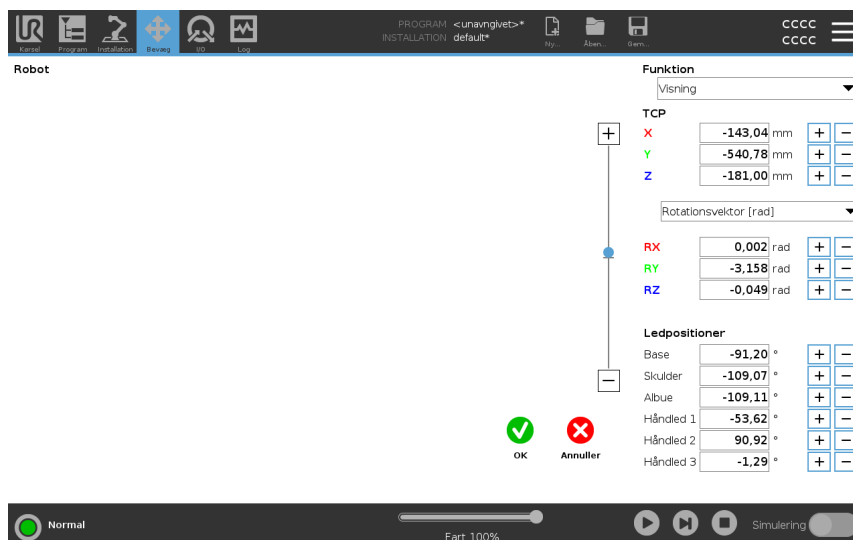 UR
Kørsel Program Installation Bevæg I/O Log
PROGRAM <unavngivet>*
INSTALLATION default*
Ny... Åben... Gem...
CCCC
CCCC
Robot
Funktion
Visning
TCP
X -143,04 mm + −
Y -540,78 mm + −
Z -181,00 mm + −
Rotationsvektor [rad]
RX 0,002 rad + −
RY -3,158 rad + −
RZ -0,049 rad + −
Ledpositioner
Base -91,20 ° + −
Skulder -109,07 ° + −
Albue -109,11 ° + −
Håndled 1 -53,62 ° + −
Håndled 2 90,92 ° + −
Håndled 3 -1,29 ° + −
OK Annuller
Normal
Fart 100%
Simulering